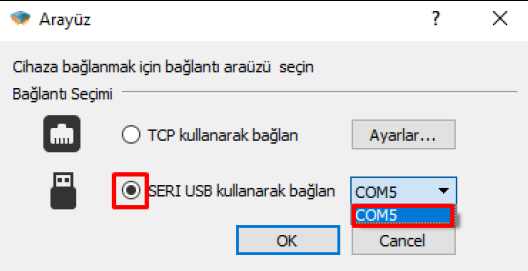 Arayüz
?
Cihaza bağlanmak için bağlantı araüzü seçin
Bağlantı Seçimi
TCP kullanarak bağlan
Ayarlar...
SERI USB kullanarak bağlan
COM5
COM5
OK
Cancel